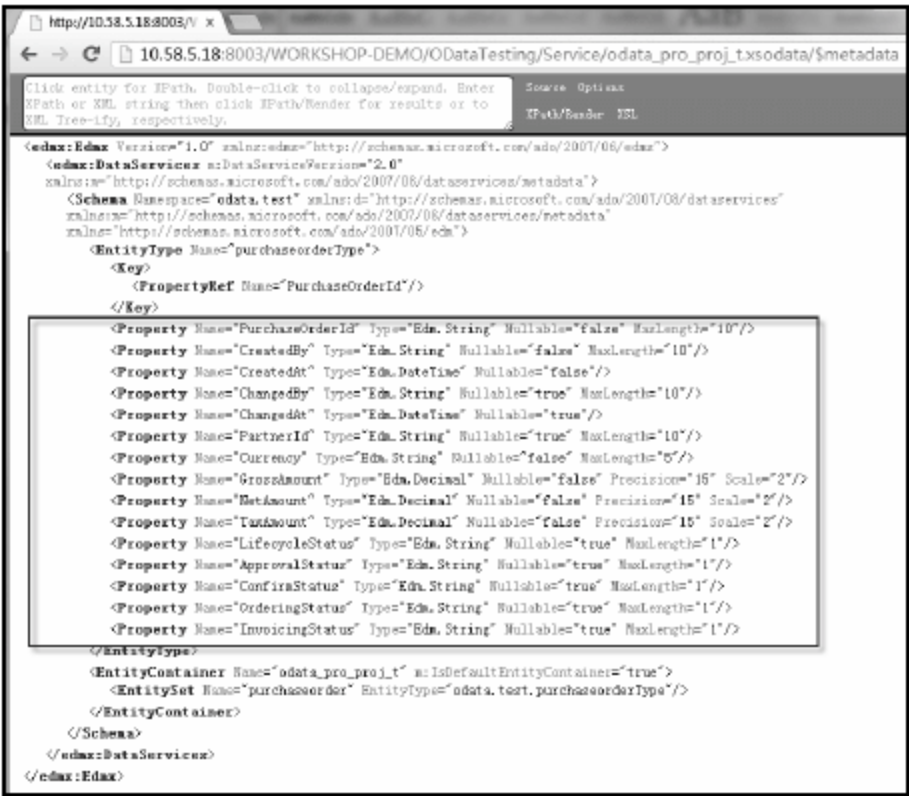 http://10.58.5.18:8003/V x
10.58.5.18:8003/WORKSHOP-DEMO/ODataTesting/Service/odata_pro_proj_t.xsodata/$metadata
Click entity for XPath. Double-click to collapse/expand. Enter
XPath or XML string then click XPath/Render for results or to
XML Tree-ify, respectively.
Source Options
XPath/Render XSL
<edmx:Edmx Version="1.0" xmlns:edmx="http://schemas.microsoft.com/ado/2007/06/edmx">
<edmx:DataServices m:DataServiceVersion="2.0"
xmlns:m="http://schemas.microsoft.com/ado/2007/08/dataservices/metadata">
<Schema Namespace="odata.test" xmlns:d="http://schemas.microsoft.com/ado/2007/08/dataservices"
xmlns:m="http://schemas.microsoft.com/ado/2007/08/dataservices/metadata"
xmlns="http://schemas.microsoft.com/ado/2007/05/edm">
<EntityType Name="purchaseorderType">
<Key>
<PropertyRef Name="PurchaseOrderId"/>
</Key>
<Property Name="PurchaseOrderId" Type="Edm.String" Nullable="false" MaxLength="10"/>
<Property Name="CreatedBy" Type="Edm.String" Nullable="false" MaxLength="10"/>
<Property Name="CreatedAt" Type="Edm.DateTime" Nullable="false"/>
<Property Name="ChangedBy" Type="Edm.String" Nullable="true" MaxLength="10"/>
<Property Name="ChangedAt" Type="Edm.DateTime" Nullable="true"/>
<Property Name="PartnerId" Type="Edm.String" Nullable="true" MaxLength="10"/>
<Property Name="Currency" Type="Edm.String" Nullable="false" MaxLength="5"/>
<Property Name="GrossAmount" Type="Edm.Decimal" Nullable="false" Precision="15" Scale="2"/>
<Property Name="NetAmount" Type="Edm.Decimal" Nullable="false" Precision="15" Scale="2"/>
<Property Name="TaxAmount" Type="Edm.Decimal" Nullable="false" Precision="15" Scale="2"/>
<Property Name="LifecycleStatus" Type="Edm.String" Nullable="true" MaxLength="1"/>
<Property Name="ApprovalStatus" Type="Edm.String" Nullable="true" MaxLength="1"/>
<Property Name="ConfirmStatus" Type="Edm.String" Nullable="true" MaxLength="1"/>
<Property Name="OrderingStatus" Type="Edm.String" Nullable="true" MaxLength="1"/>
<Property Name="InvoicingStatus" Type="Edm.String" Nullable="true" MaxLength="1"/>
</EntityType>
<EntityContainer Name="odata_pro_proj_t" m:IsDefaultEntityContainer="true">
<EntitySet Name="purchaseorder" EntityType="odata.test.purchaseorderType"/>
</EntityContainer>
</Schema>
</edmx:DataServices>
</edmx:Edmx>